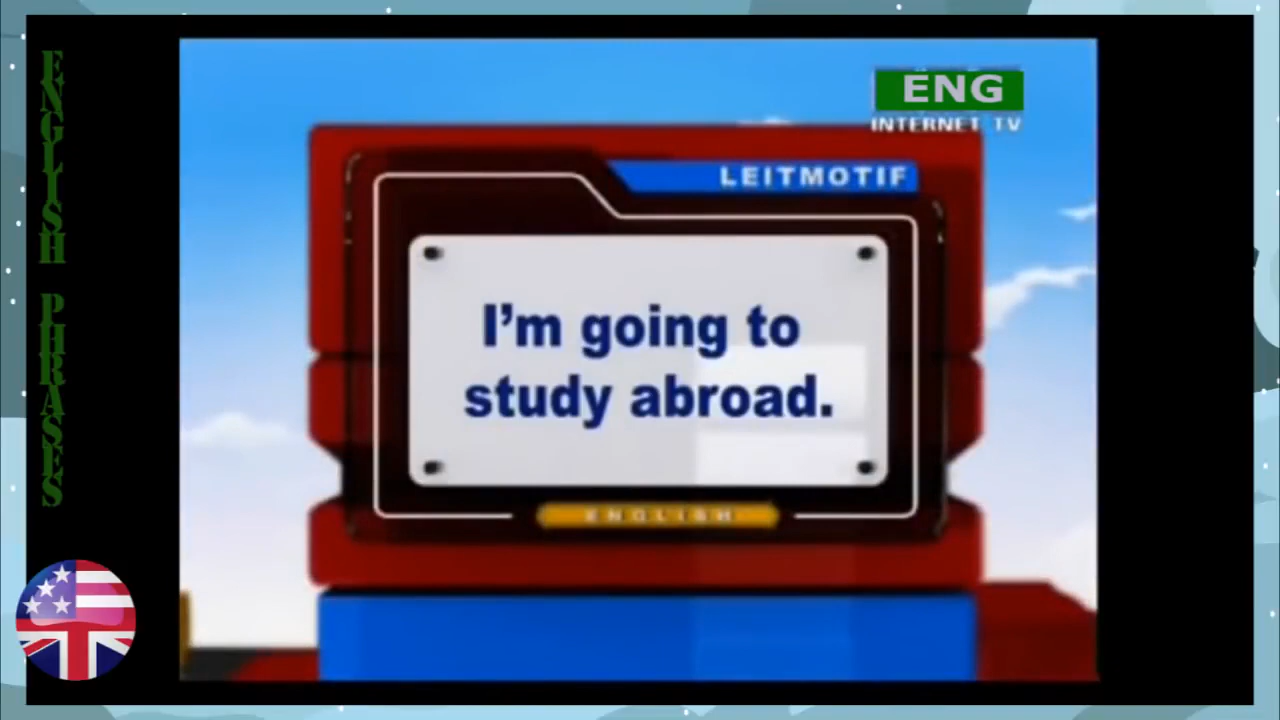 ENGLISH PHRASES
ENG
INTERNET TV
LEITMOTIF
I'm going to
study abroad.
ENGLISH